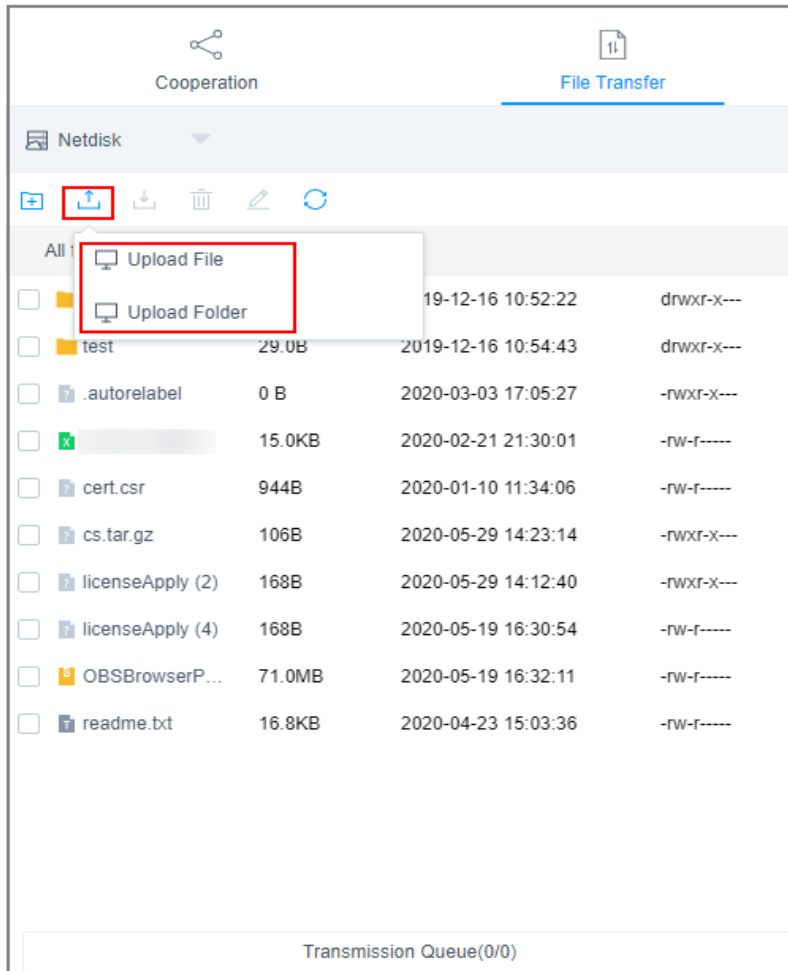 Cooperation
File Transfer
Netdisk
All
Upload File
Upload Folder
19-12-16 10:52:22 drwxr-x---
test 29.0B 2019-12-16 10:54:43 drwxr-x---
.autorelabel 0 B 2020-03-03 17:05:27 -rwxr-x---
15.0KB 2020-02-21 21:30:01 -rw-r-----
cert.csr 944B 2020-01-10 11:34:06 -rw-r-----
cs.tar.gz 106B 2020-05-29 14:23:14 -rwxr-x---
licenseApply (2) 168B 2020-05-29 14:12:40 -rwxr-x---
licenseApply (4) 168B 2020-05-19 16:30:54 -rw-r-----
OBSBrowserP... 71.0MB 2020-05-19 16:32:11 -rw-r-----
readme.txt 16.8KB 2020-04-23 15:03:36 -rw-r-----
Transmission Queue(0/0)